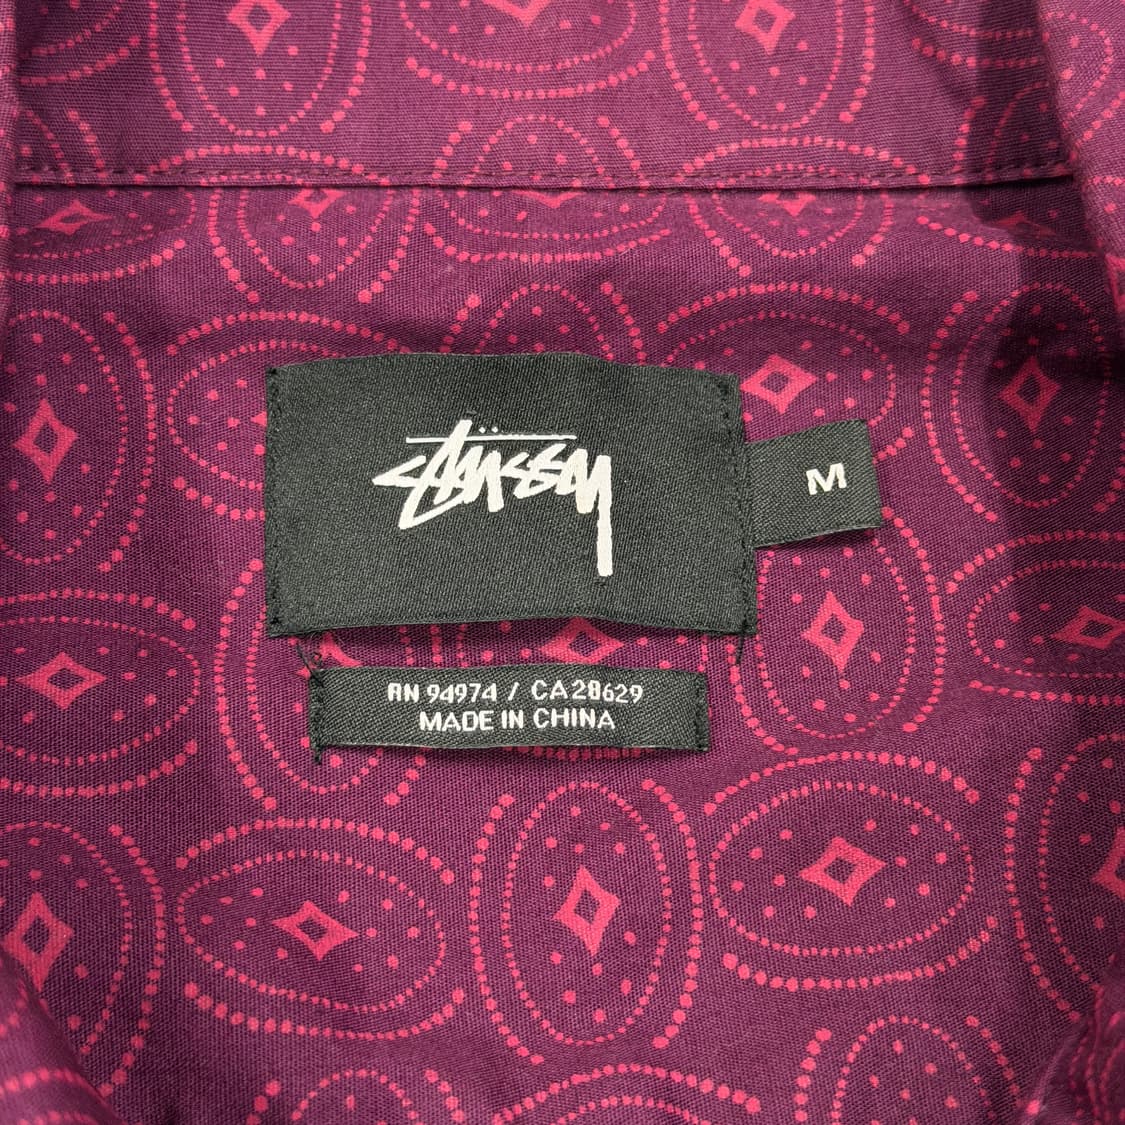 Stüssy
M
RN 94974 / CA28629
MADE IN CHINA